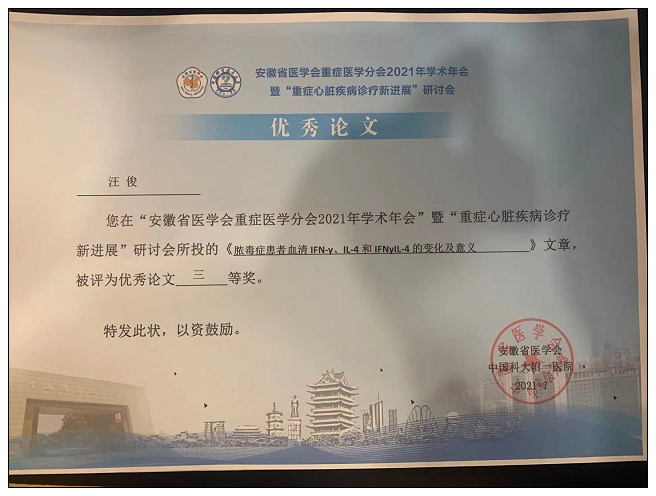 安徽省医学会重症医学分会2021年学术年会
暨“重症心脏疾病诊疗新进展”研讨会
优秀论文
汪 俊
您在“安徽省医学会重症医学分会2021年学术年会”暨“重症心脏疾病诊疗
新进展”研讨会所投的《脓毒症患者血清 IFN-γ、IL-4 和 IFNγIL-4 的变化及意义》文章，
被评为优秀论文三等奖。
特发此状，以资鼓励。
安徽省医学会
中国科大附一医院
2021-7